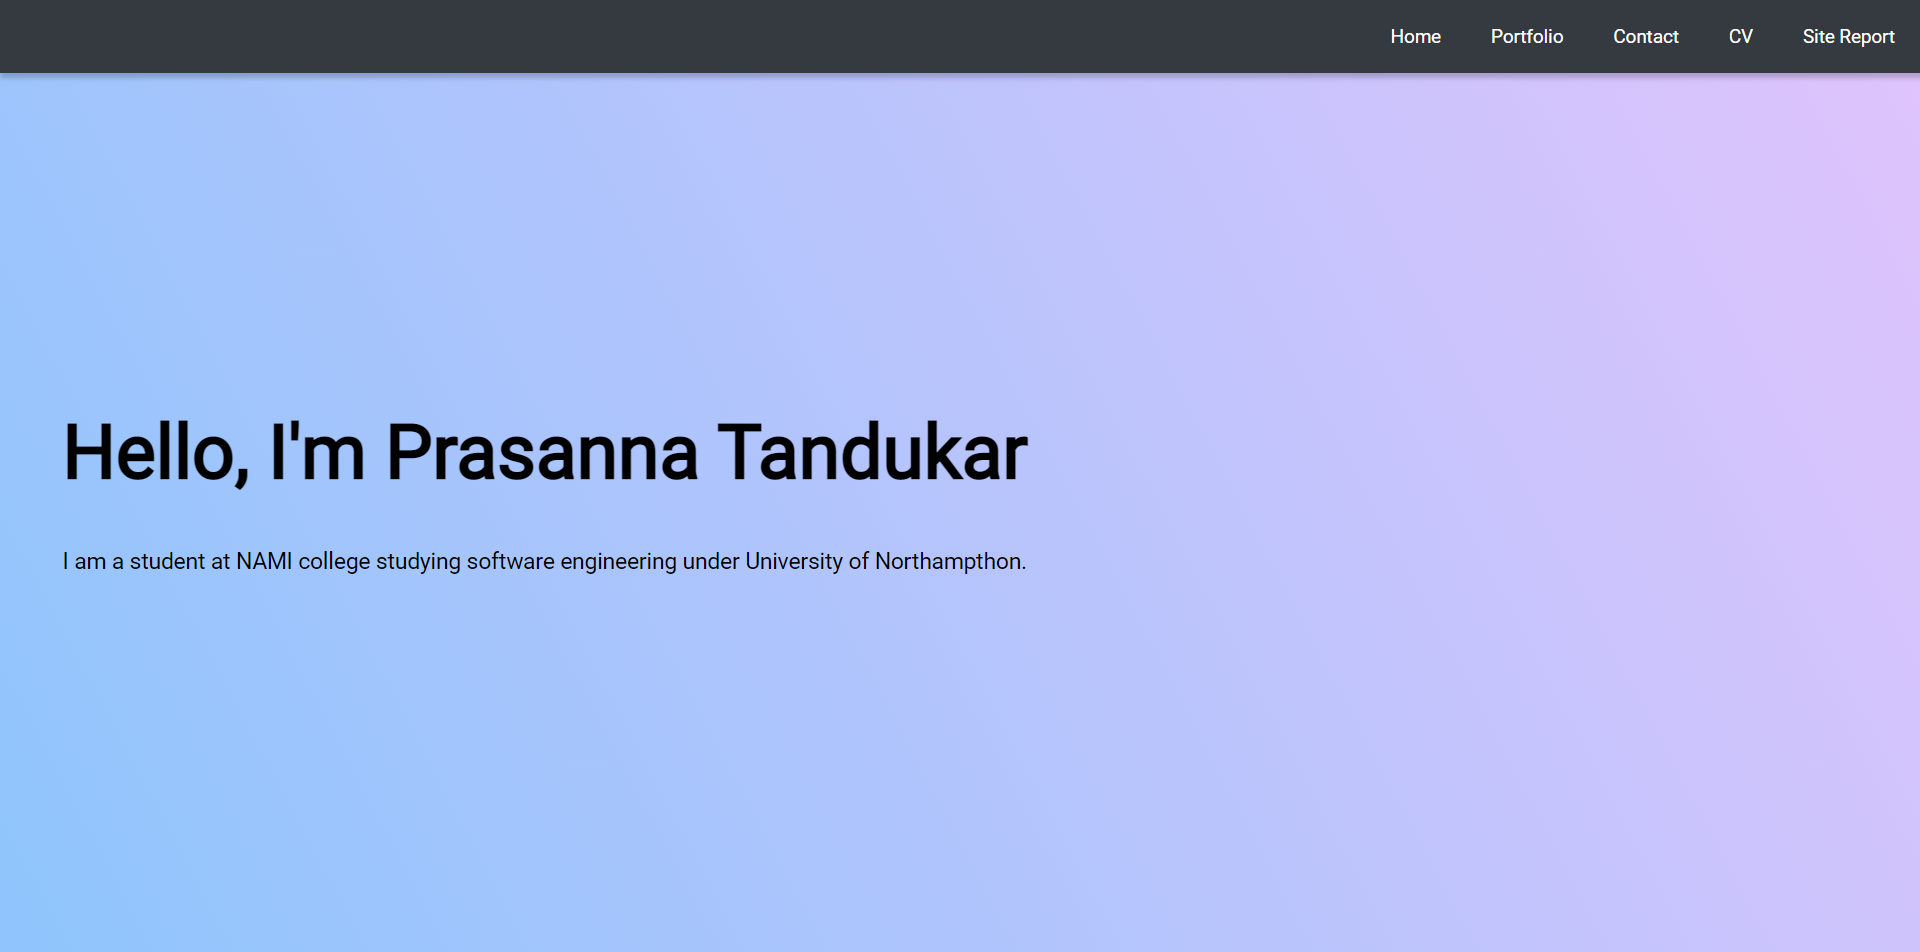 Home Portfolio Contact CV Site Report
Hello, I'm Prasanna Tandukar
I am a student at NAMI college studying software engineering under University of Northampthon.